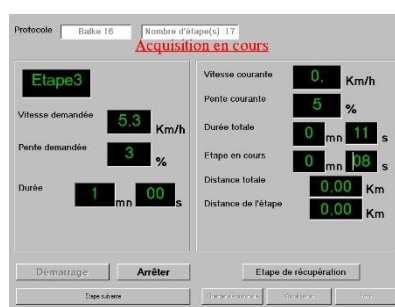 Protocole Balke 16 Nombre d'étape(s) :17
Acquisition en cours
Etape3
Vitesse demandée 5.3 Km/h
Pente demandée 3 %
Durée 1 mn 00 s
Vitesse courante 0. Km/h
Pente courante 5 %
Durée totale 0 mn 11 s
Etape en cours 0 mn 08 s
Distance totale 0.00 Km
Distance de l'étape 0.00 Km
Démarrage Arrêter Etape de récupération
Etape suivante